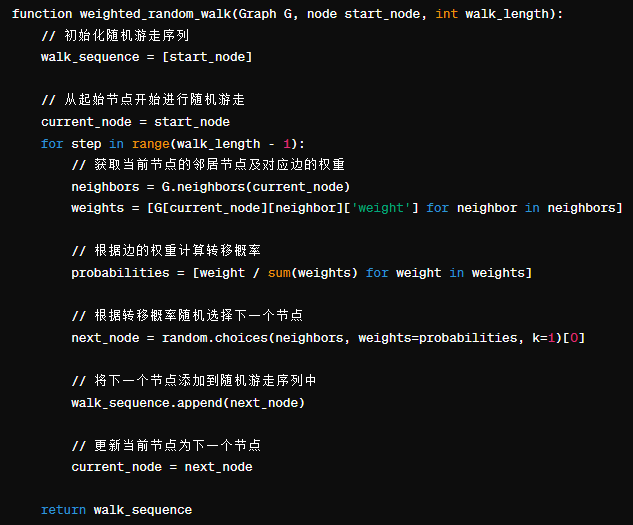 function weighted_random_walk(Graph G, node start_node, int walk_length):
// 初始化随机游走序列
walk_sequence = [start_node]
// 从起始节点开始进行随机游走
current_node = start_node
for step in range(walk_length - 1):
// 获取当前节点的邻居节点及对应边的权重
neighbors = G.neighbors(current_node)
weights = [G[current_node][neighbor]['weight'] for neighbor in neighbors]
// 根据边的权重计算转移概率
probabilities = [weight / sum(weights) for weight in weights]
// 根据转移概率随机选择下一个节点
next_node = random.choices(neighbors, weights=probabilities, k=1)[0]
// 将下一个节点添加到随机游走序列中
walk_sequence.append(next_node)
// 更新当前节点为下一个节点
current_node = next_node
return walk_sequence